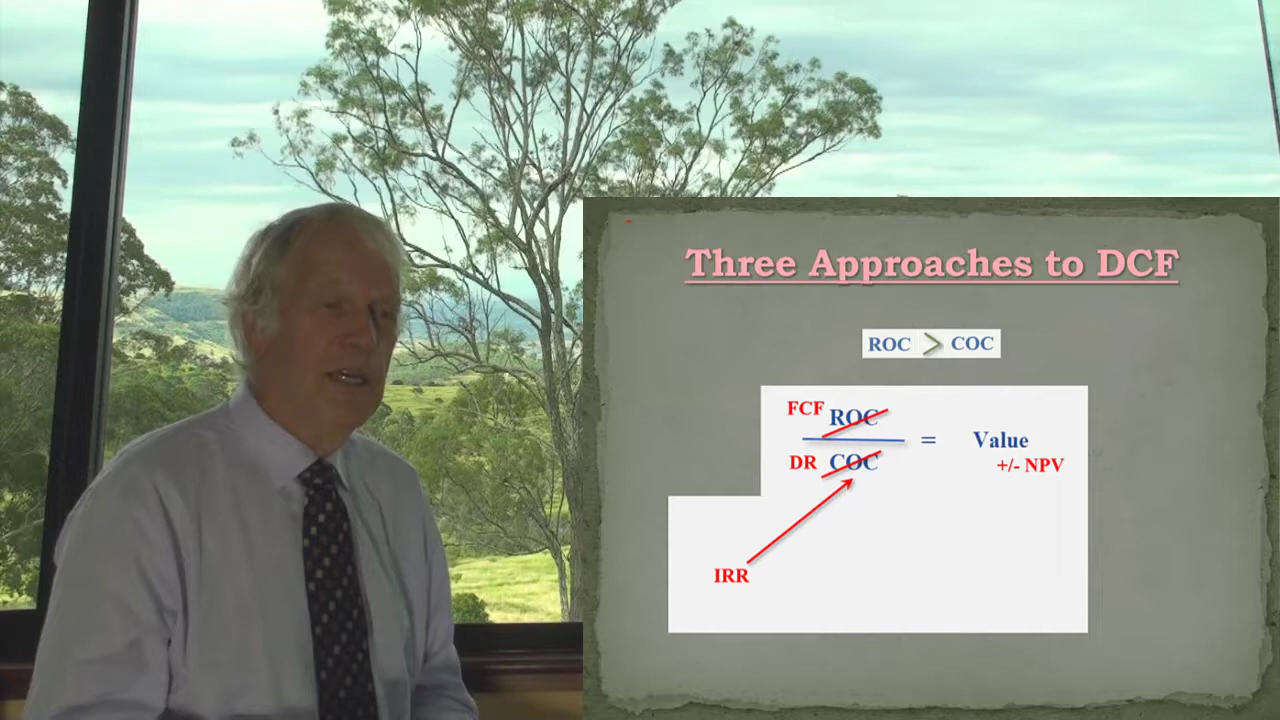 Three Approaches to DCF
ROC > COC
FCF ROC
= Value
DR COC
+/- NPV
IRR